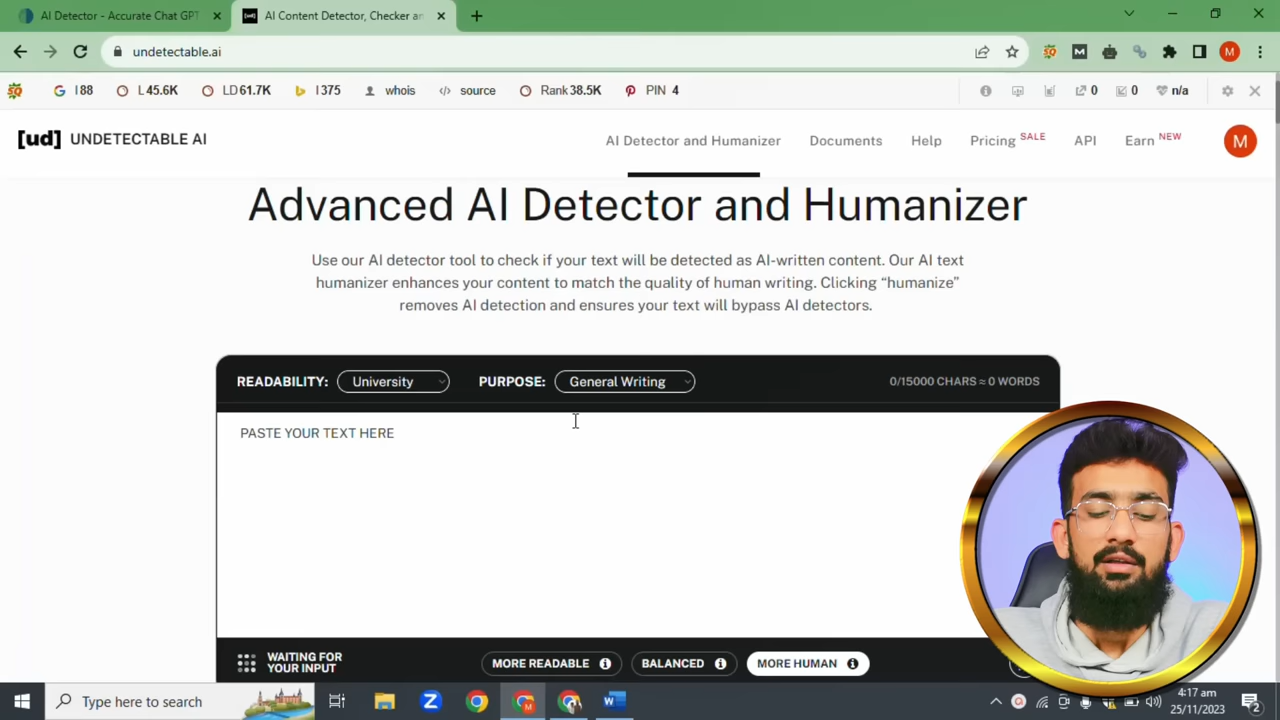 AI Detector - Accurate Chat GPT
AI Content Detector, Checker an
undetectable.ai
M
I 88
L 45.6K
LD 61.7K
I 375
whois
source
Rank 38.5K
PIN 4
0
0
n/a
[ud] UNDETECTABLE AI
AI Detector and Humanizer
Documents
Help
Pricing SALE
API
Earn NEW
M
Advanced AI Detector and Humanizer
Use our AI detector tool to check if your text will be detected as AI-written content. Our AI text
humanizer enhances your content to match the quality of human writing. Clicking “humanize”
removes AI detection and ensures your text will bypass AI detectors.
READABILITY: University PURPOSE: General Writing 0/15000 CHARS ≈ 0 WORDS
PASTE YOUR TEXT HERE
WAITING FOR
YOUR INPUT
MORE READABLE
BALANCED
MORE HUMAN
Type here to search
4:17 am
25/11/2023
2